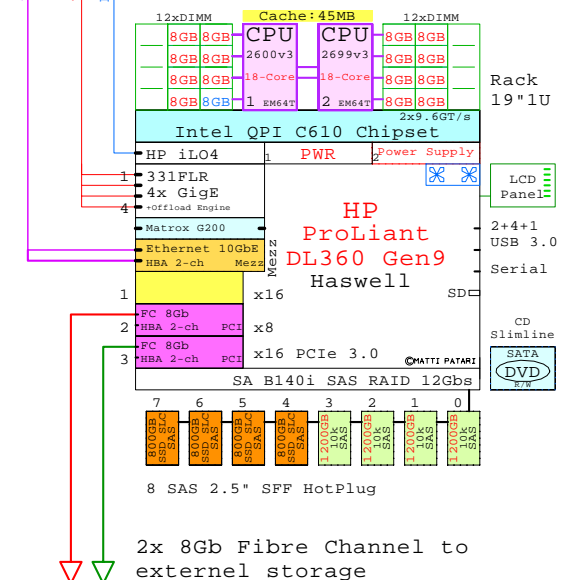 12xDIMM Cache:45MB 12xDIMM
8GB 8GB CPU CPU 8GB 8GB
8GB 8GB 2600v3 2699v3 8GB 8GB
8GB 8GB 18-Core 18-Core 8GB 8GB
8GB 8GB 1 EM64T 2 EM64T 8GB 8GB
Rack
19"1U
2x9.6GT/s
Intel QPI C610 Chipset
HP iLO4 1 PWR 2 Power Supply
1 331FLR
4x GigE
4 +Offload Engine
LCD
Panel
Matrox G200
HP
ProLiant
DL360 Gen9
Haswell
2+4+1
USB 3.0
Serial
SD
Ethernet 10GbE
HBA 2-ch Mezz
Mezz
1 x16
FC 8Gb
2 HBA 2-ch PCI x8
FC 8Gb
3 HBA 2-ch PCI x16 PCIe 3.0
©MATTI PATARI
CD
Slimline
SATA
DVD
R/W
SA B140i SAS RAID 12Gbs
7 6 5 4 3 2 1 0
800GB
SSD SLC
SAS
800GB
SSD SLC
SAS
800GB
SSD SLC
SAS
800GB
SSD SLC
SAS
1200GB
10k
SAS
1200GB
10k
SAS
1200GB
10k
SAS
1200GB
10k
SAS
8 SAS 2.5" SFF HotPlug
2x 8Gb Fibre Channel to
externel storage